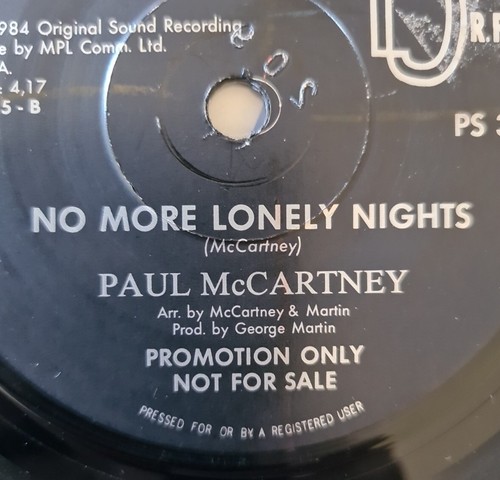 1984 Original Sound Recording
e by MPL Comm. Ltd.
A.
: 4,17
5 - B
R.P
PS 3
NO MORE LONELY NIGHTS
(McCartney)
PAUL McCARTNEY
Arr. by McCartney & Martin
Prod. by George Martin
PROMOTION ONLY
NOT FOR SALE
PRESSED FOR OR BY A REGISTERED USER